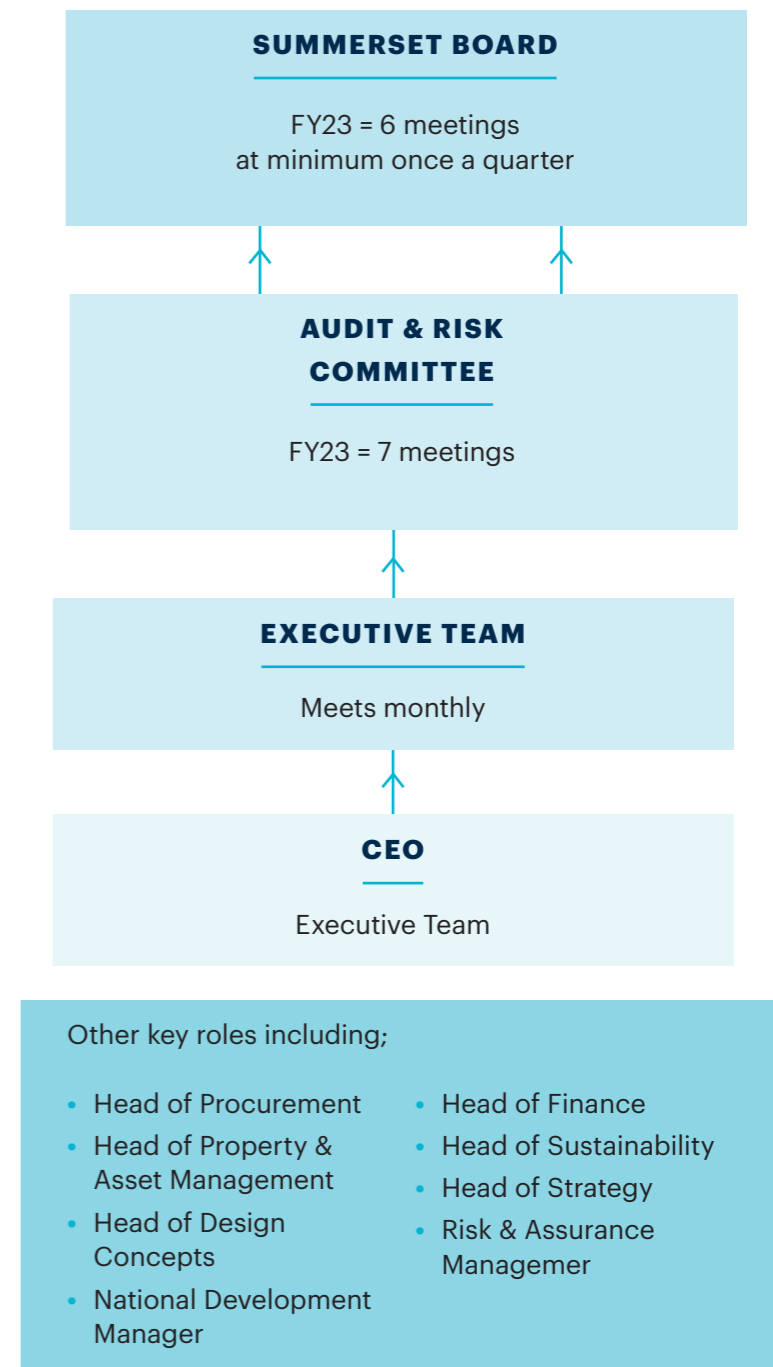 SUMMERSET BOARD
FY23 = 6 meetings
at minimum once a quarter
AUDIT & RISK
COMMITTEE
FY23 = 7 meetings
EXECUTIVE TEAM
Meets monthly
CEO
Executive Team
Other key roles including;
• Head of Procurement
• Head of Property &
Asset Management
• Head of Design
Concepts
• National Development
Manager
• Head of Finance
• Head of Sustainability
• Head of Strategy
• Risk & Assurance
Managemer